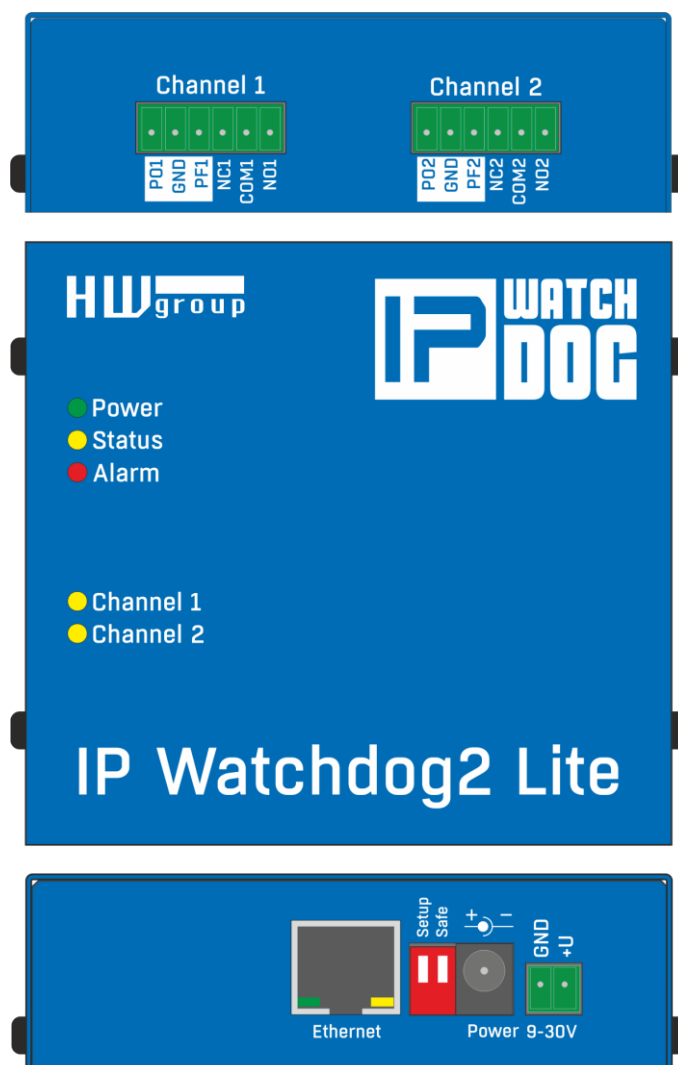 Channel 1
Channel 2
PO1
GND
PF1
NC1
COM1
NO1
PO2
GND
PF2
NC2
COM2
NO2
HW group
IP WATCH DOG
Power
Status
Alarm
Channel 1
Channel 2
IP Watchdog2 Lite
Setup
Safe
+ −
GND
+U
Ethernet
Power 9-30V